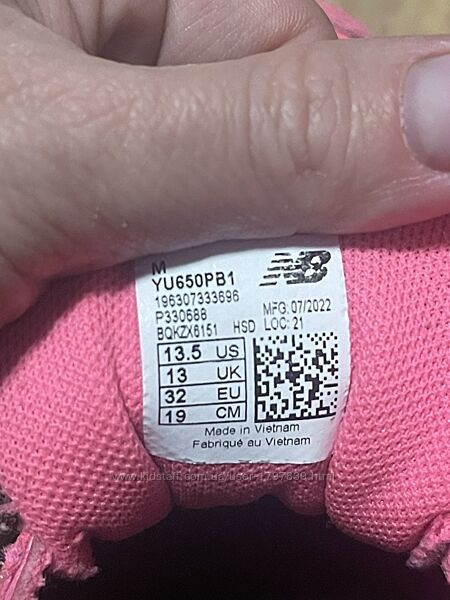 M
YU650PB1
196307333696
P330688
MFG: 07/2022
BQKZX6151 HSD LOC: 21
13.5 US
13 UK
32 EU
19 CM
Made in Vietnam
Fabriqué au Vietnam